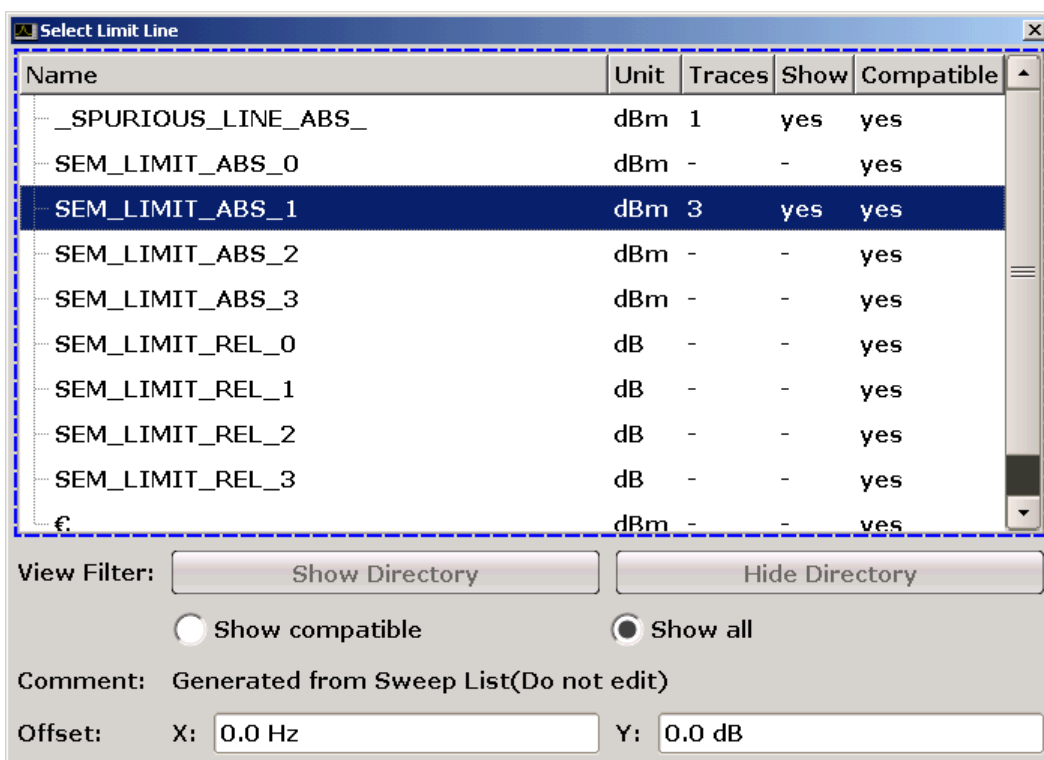 Select Limit Line
Name Unit Traces Show Compatible
_SPURIOUS_LINE_ABS_ dBm 1 yes yes
SEM_LIMIT_ABS_0 dBm - - yes
SEM_LIMIT_ABS_1 dBm 3 yes yes
SEM_LIMIT_ABS_2 dBm - - yes
SEM_LIMIT_ABS_3 dBm - - yes
SEM_LIMIT_REL_0 dB - - yes
SEM_LIMIT_REL_1 dB - - yes
SEM_LIMIT_REL_2 dB - - yes
SEM_LIMIT_REL_3 dB - - yes
€ dBm - - yes
View Filter: Show Directory Hide Directory
Show compatible Show all
Comment: Generated from Sweep List(Do not edit)
Offset: X: 0.0 Hz Y: 0.0 dB